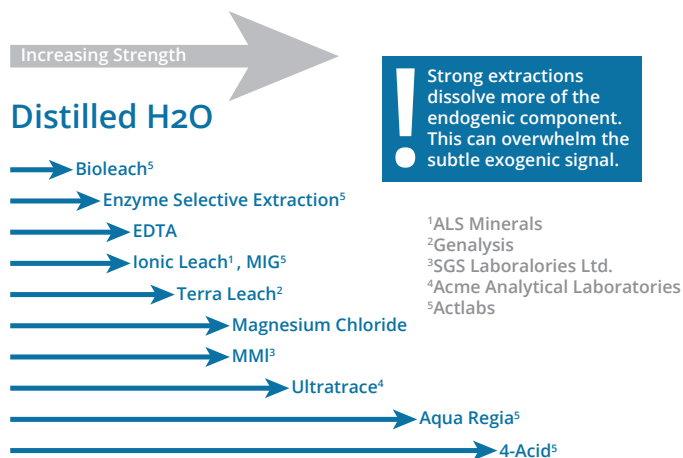 Increasing Strength
Distilled H2O
! Strong extractions
dissolve more of the
endogenic component.
This can overwhelm the
subtle exogenic signal.
Bioleach⁵
Enzyme Selective Extraction⁵
EDTA
Ionic Leach¹, MIG⁵
Terra Leach²
Magnesium Chloride
MMl³
Ultratrace⁴
Aqua Regia⁵
4-Acid⁵
¹ALS Minerals
²Genalysis
³SGS Laboralories Ltd.
⁴Acme Analytical Laboratories
⁵Actlabs